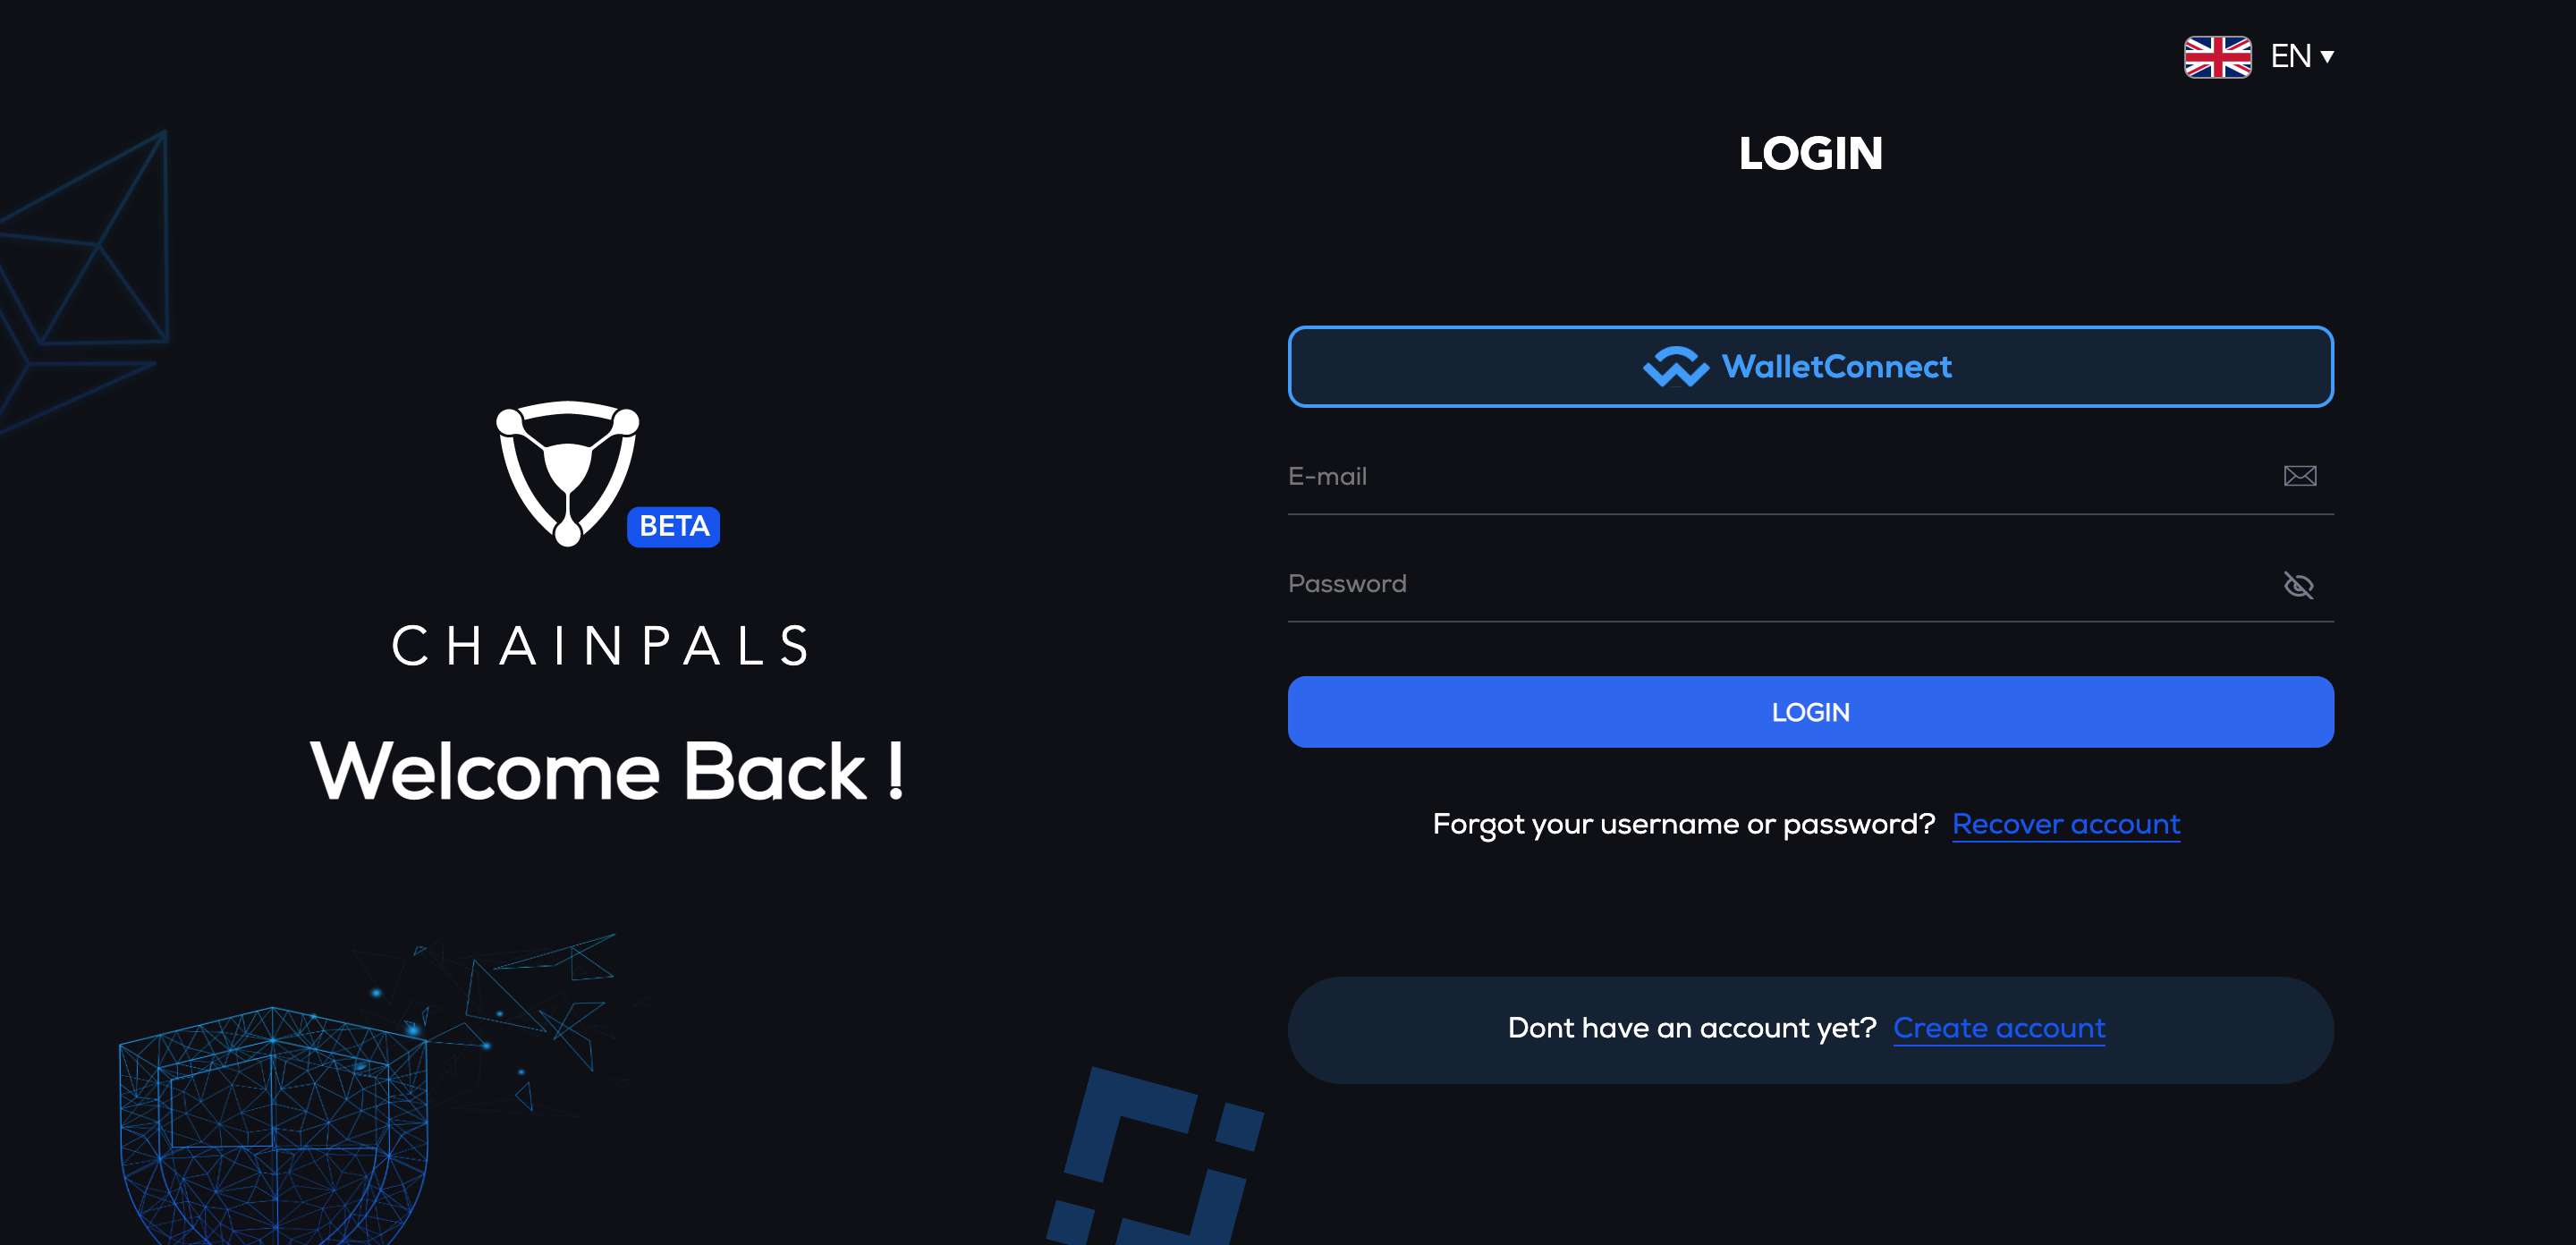 EN
LOGIN
WalletConnect
E-mail
Password
LOGIN
Forgot your username or password? Recover account
Dont have an account yet? Create account
BETA
CHAINPALS
Welcome Back !